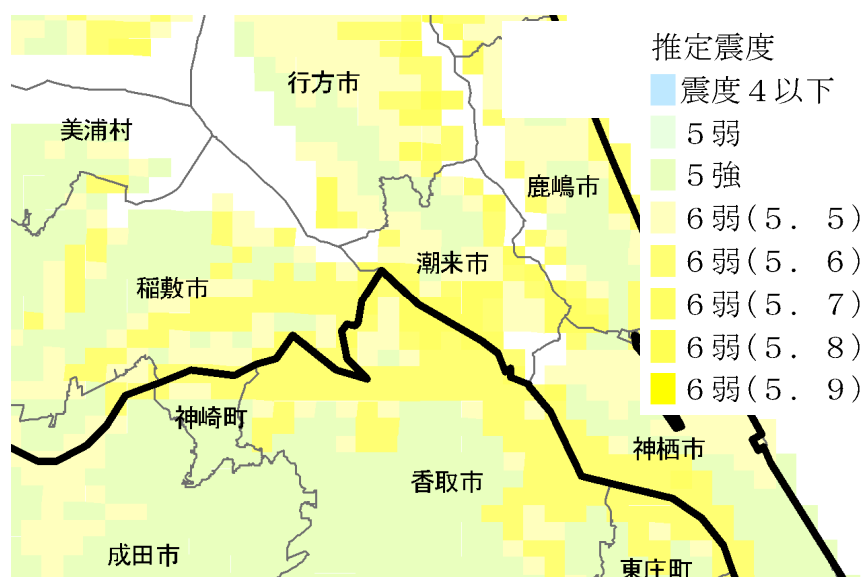 推定震度
震度４以下
５弱
５強
６弱(５．５)
６弱(５．６)
６弱(５．７)
６弱(５．８)
６弱(５．９)
行方市
美浦村
鹿嶋市
潮来市
稲敷市
神崎町
神栖市
香取市
成田市
東庄町